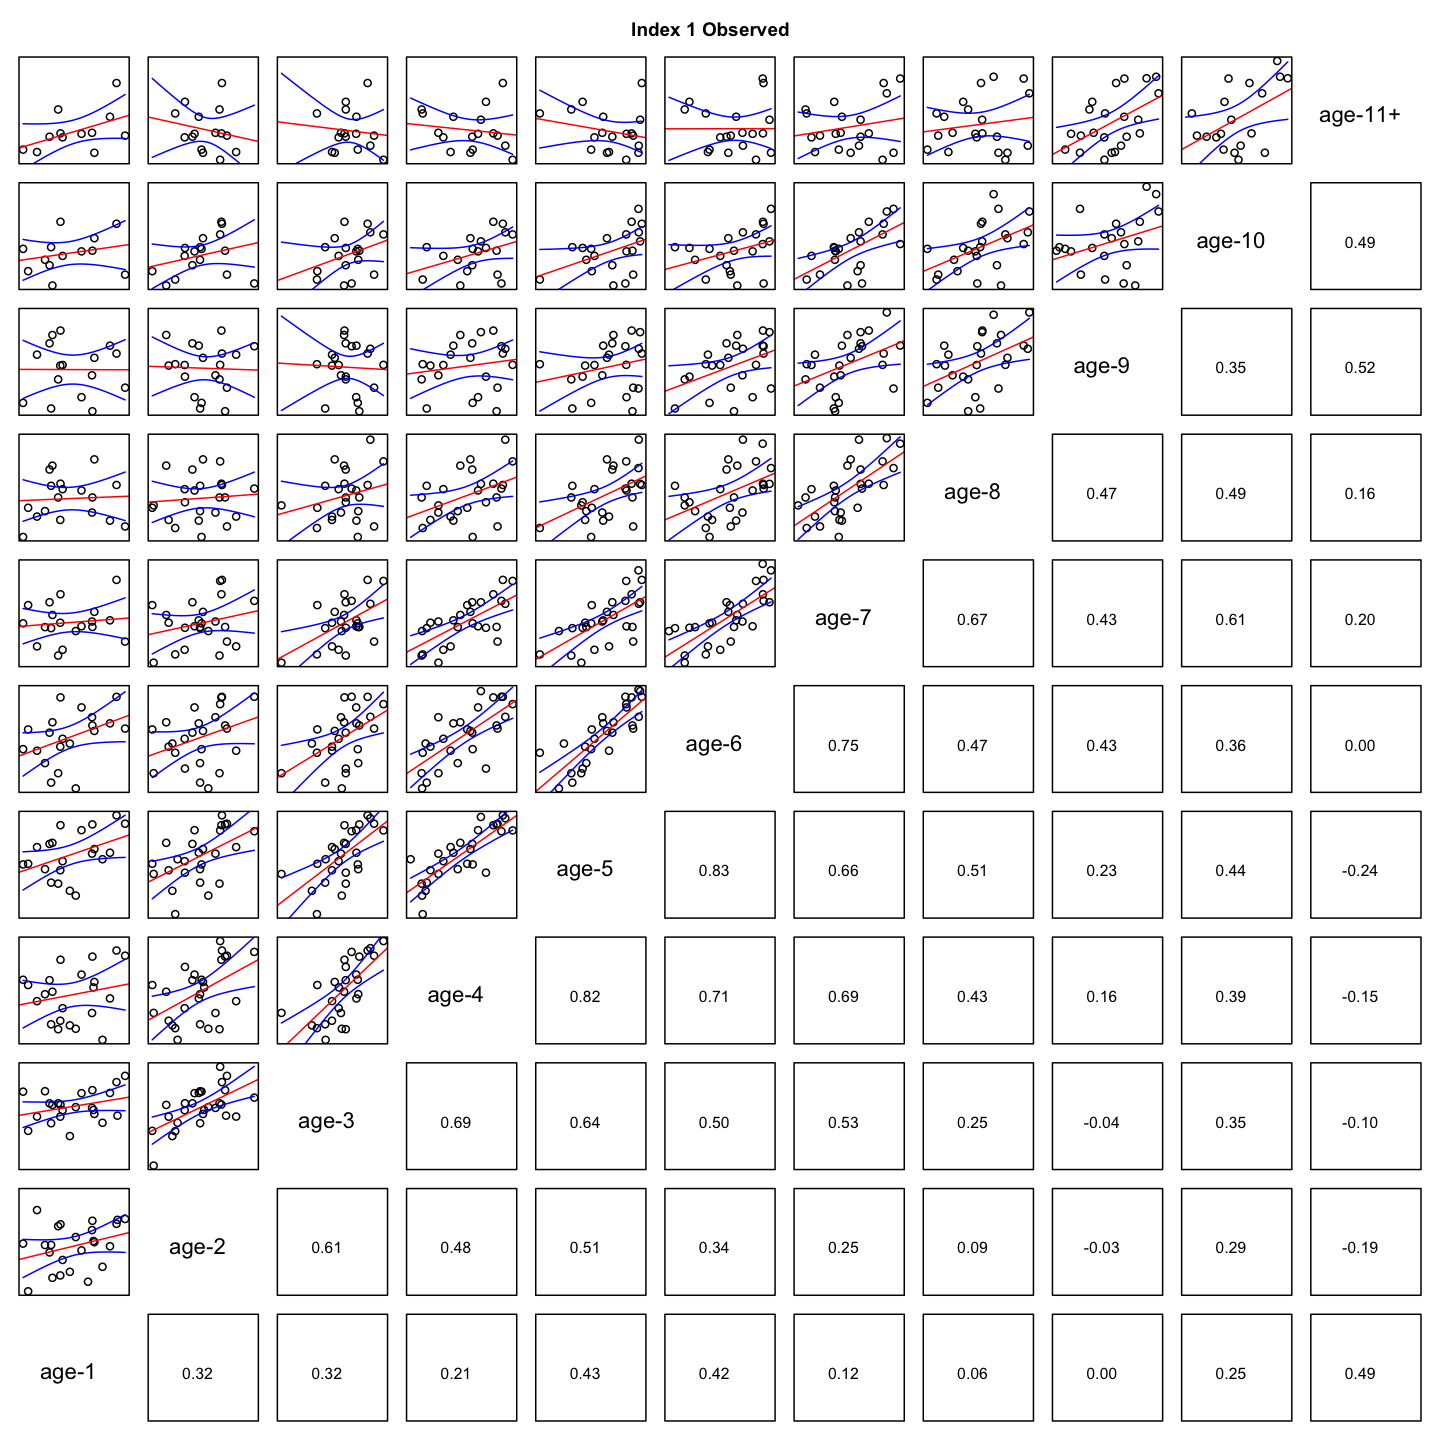 Index 1 Observed
age-11+
age-10 0.49
age-9 0.35 0.52
age-8 0.47 0.49 0.16
age-7 0.67 0.43 0.61 0.20
age-6 0.75 0.47 0.43 0.36 0.00
age-5 0.83 0.66 0.51 0.23 0.44 -0.24
age-4 0.82 0.71 0.69 0.43 0.16 0.39 -0.15
age-3 0.69 0.64 0.50 0.53 0.25 -0.04 0.35 -0.10
age-2 0.61 0.48 0.51 0.34 0.25 0.09 -0.03 0.29 -0.19
age-1 0.32 0.32 0.21 0.43 0.42 0.12 0.06 0.00 0.25 0.49